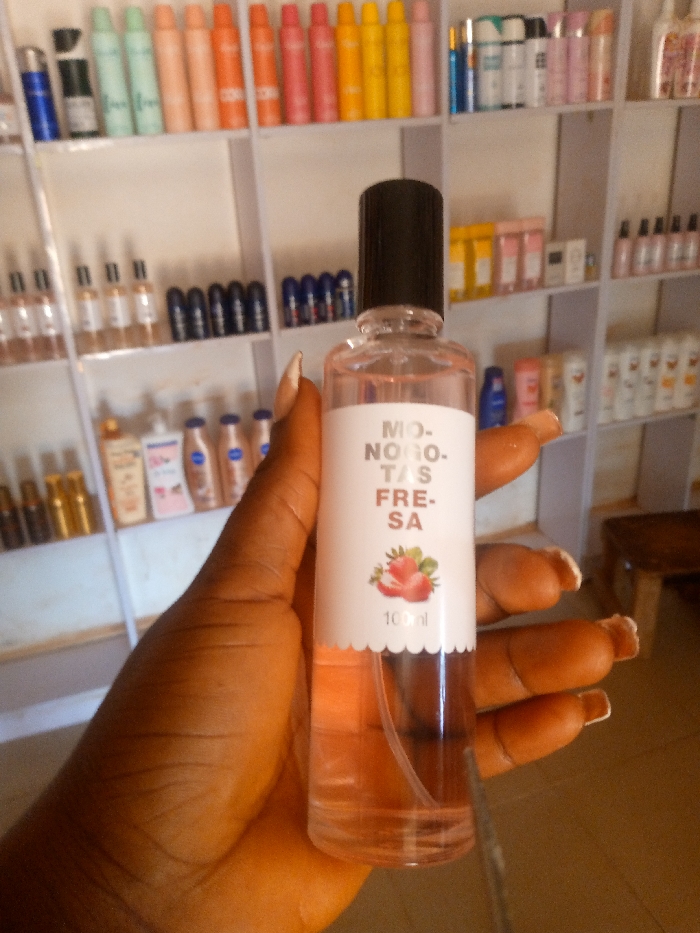 MO-
NOGO-
TAS
FRE-
SA
100ml